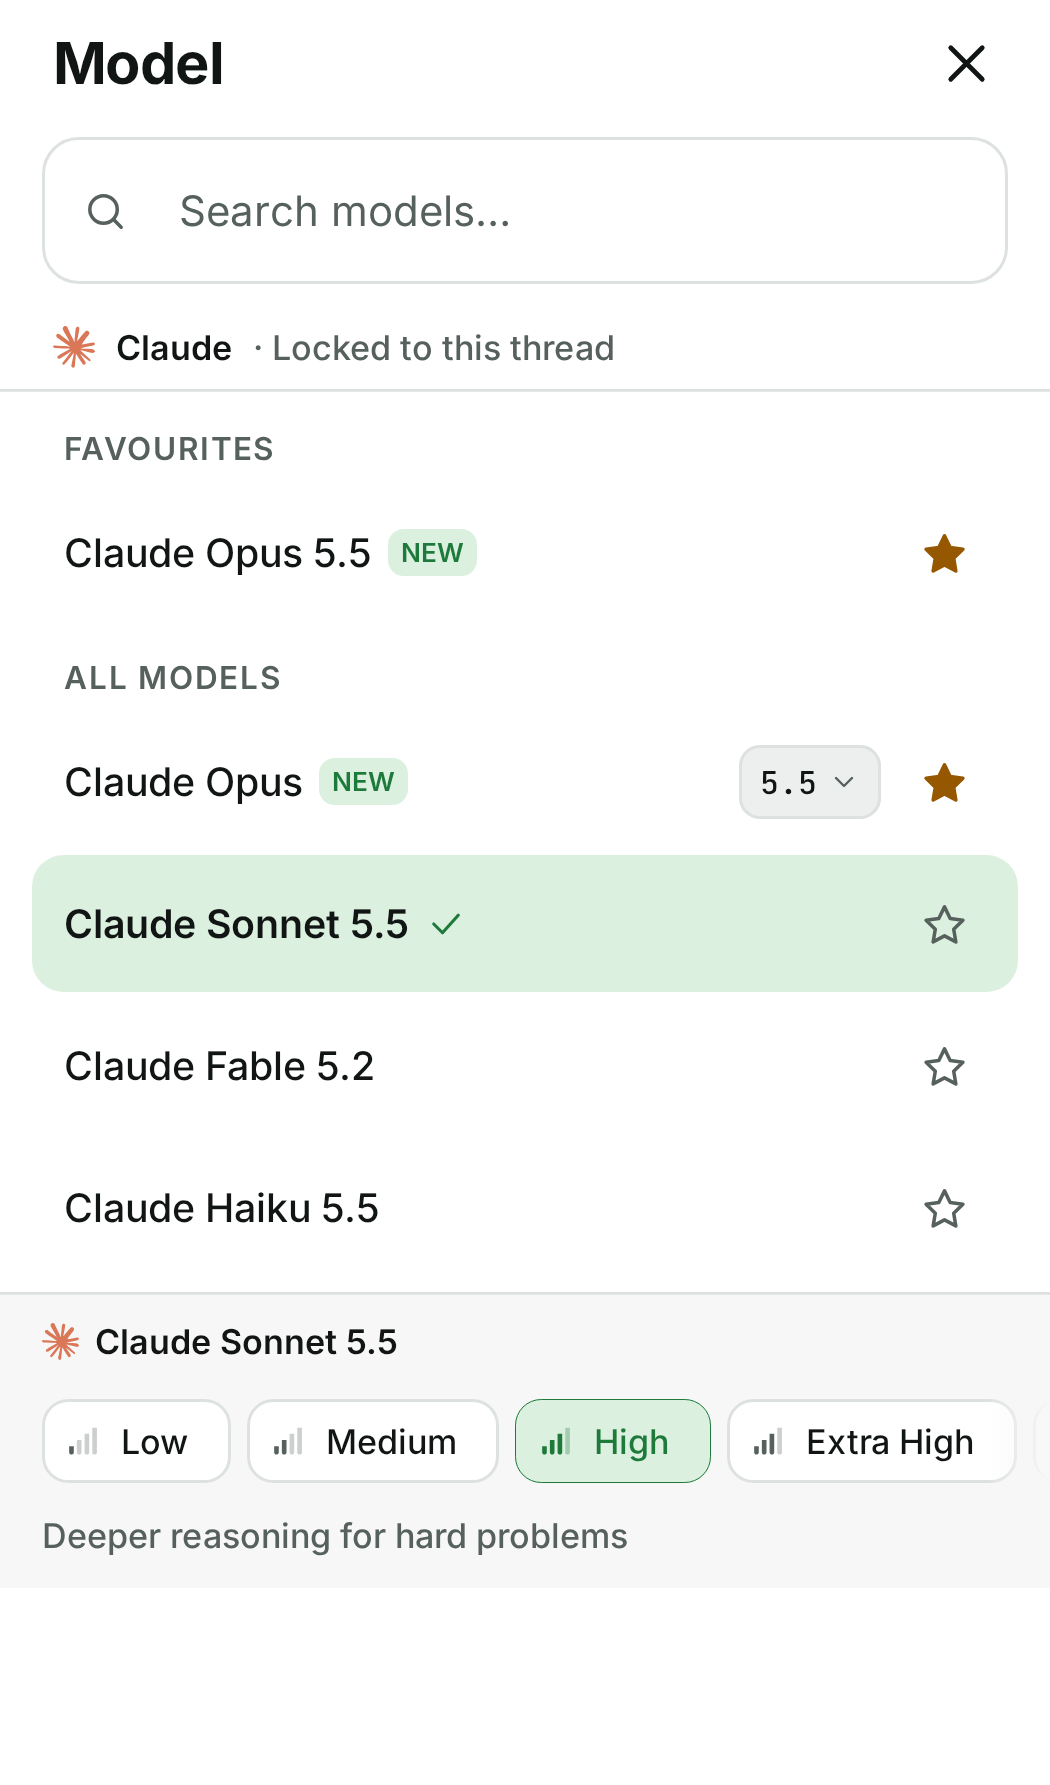 Model
Search models...
Claude · Locked to this thread
FAVOURITES
Claude Opus 5.5 NEW
ALL MODELS
Claude Opus NEW 5.5
Claude Sonnet 5.5
Claude Fable 5.2
Claude Haiku 5.5
Claude Sonnet 5.5
Low Medium High Extra High
Deeper reasoning for hard problems